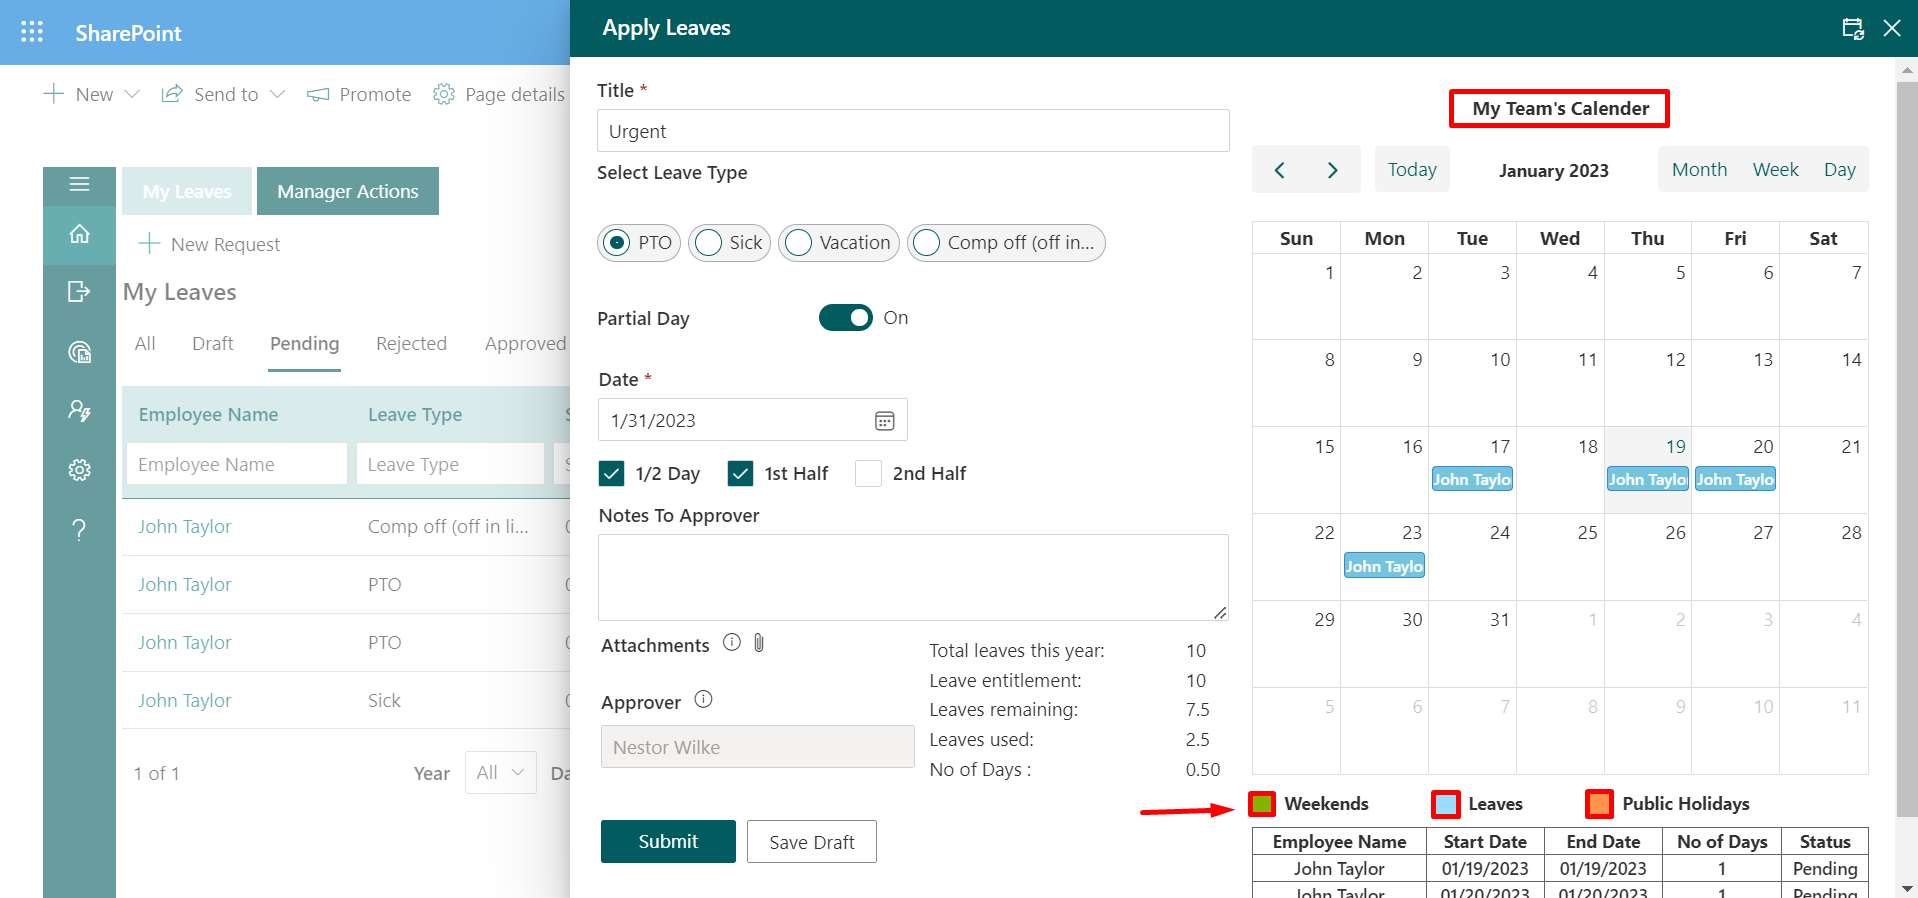 SharePoint
New
Send to
Promote
Page details
My Leaves
Manager Actions
New Request
My Leaves
All Draft Pending Rejected Approved
Employee Name Leave Type S
Employee Name Leave Type S
John Taylor Comp off (off in li...
John Taylor PTO
John Taylor PTO
John Taylor Sick
1 of 1 Year All Da
Apply Leaves
Title *
Urgent
Select Leave Type
PTO Sick Vacation Comp off (off in...
Partial Day On
Date *
1/31/2023
1/2 Day 1st Half 2nd Half
Notes To Approver
Attachments
Approver
Nestor Wilke
Total leaves this year: 10
Leave entitlement: 10
Leaves remaining: 7.5
Leaves used: 2.5
No of Days : 0.50
Submit Save Draft
My Team's Calender
Today January 2023 Month Week Day
Sun Mon Tue Wed Thu Fri Sat
1 2 3 4 5 6 7
8 9 10 11 12 13 14
15 16 17 18 19 20 21
John Taylo John Taylo John Taylo
22 23 24 25 26 27 28
John Taylo
29 30 31 1 2 3 4
5 6 7 8 9 10 11
Weekends Leaves Public Holidays
Employee Name Start Date End Date No of Days Status
John Taylor 01/19/2023 01/19/2023 1 Pending
John Taylor 01/20/2023 01/20/2023 1 Pending